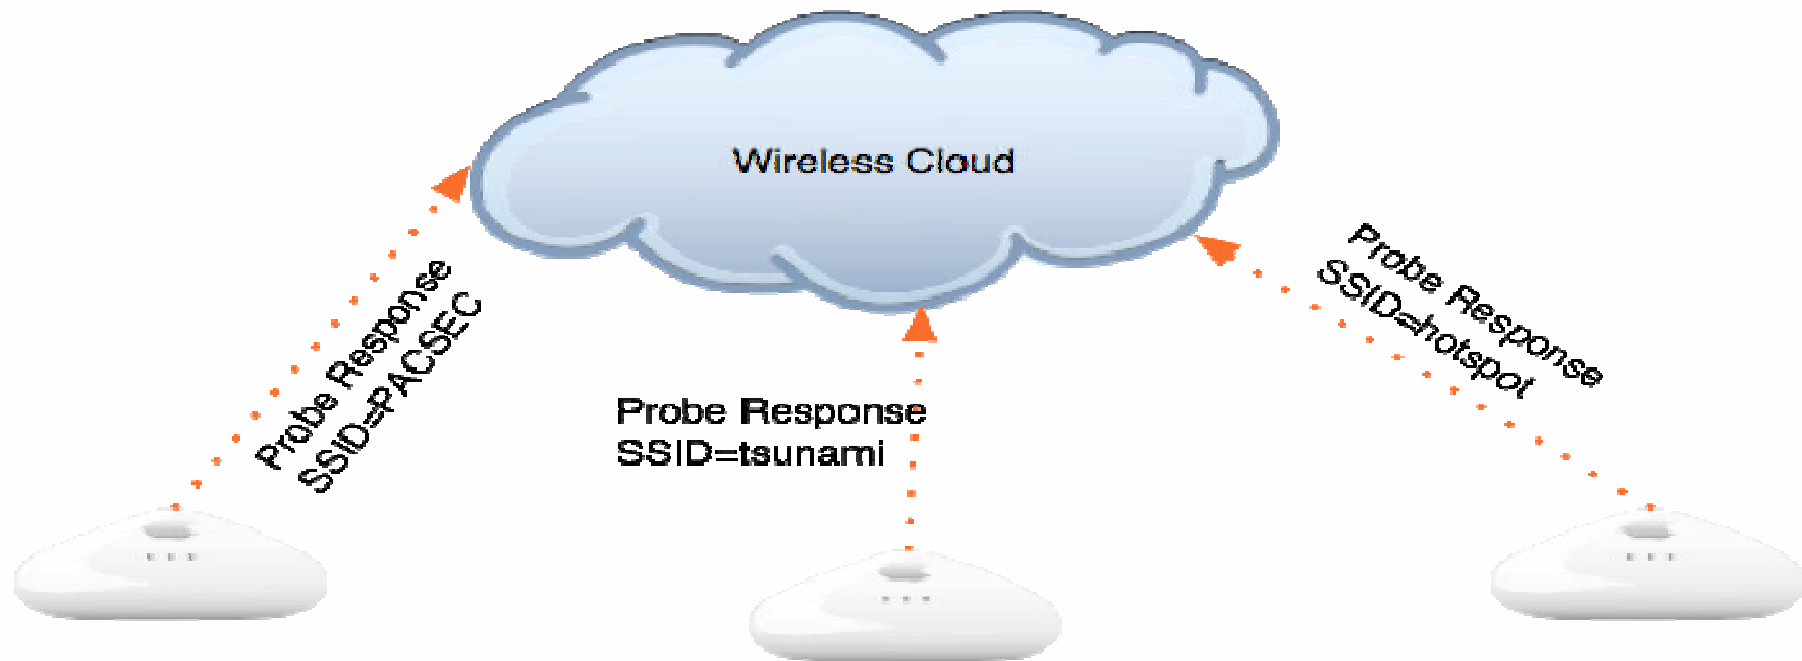 Wireless Cloud
Probe Response
SSID=PACSEC
Probe Response
SSID=tsunami
Probe Response
SSID=hotspot